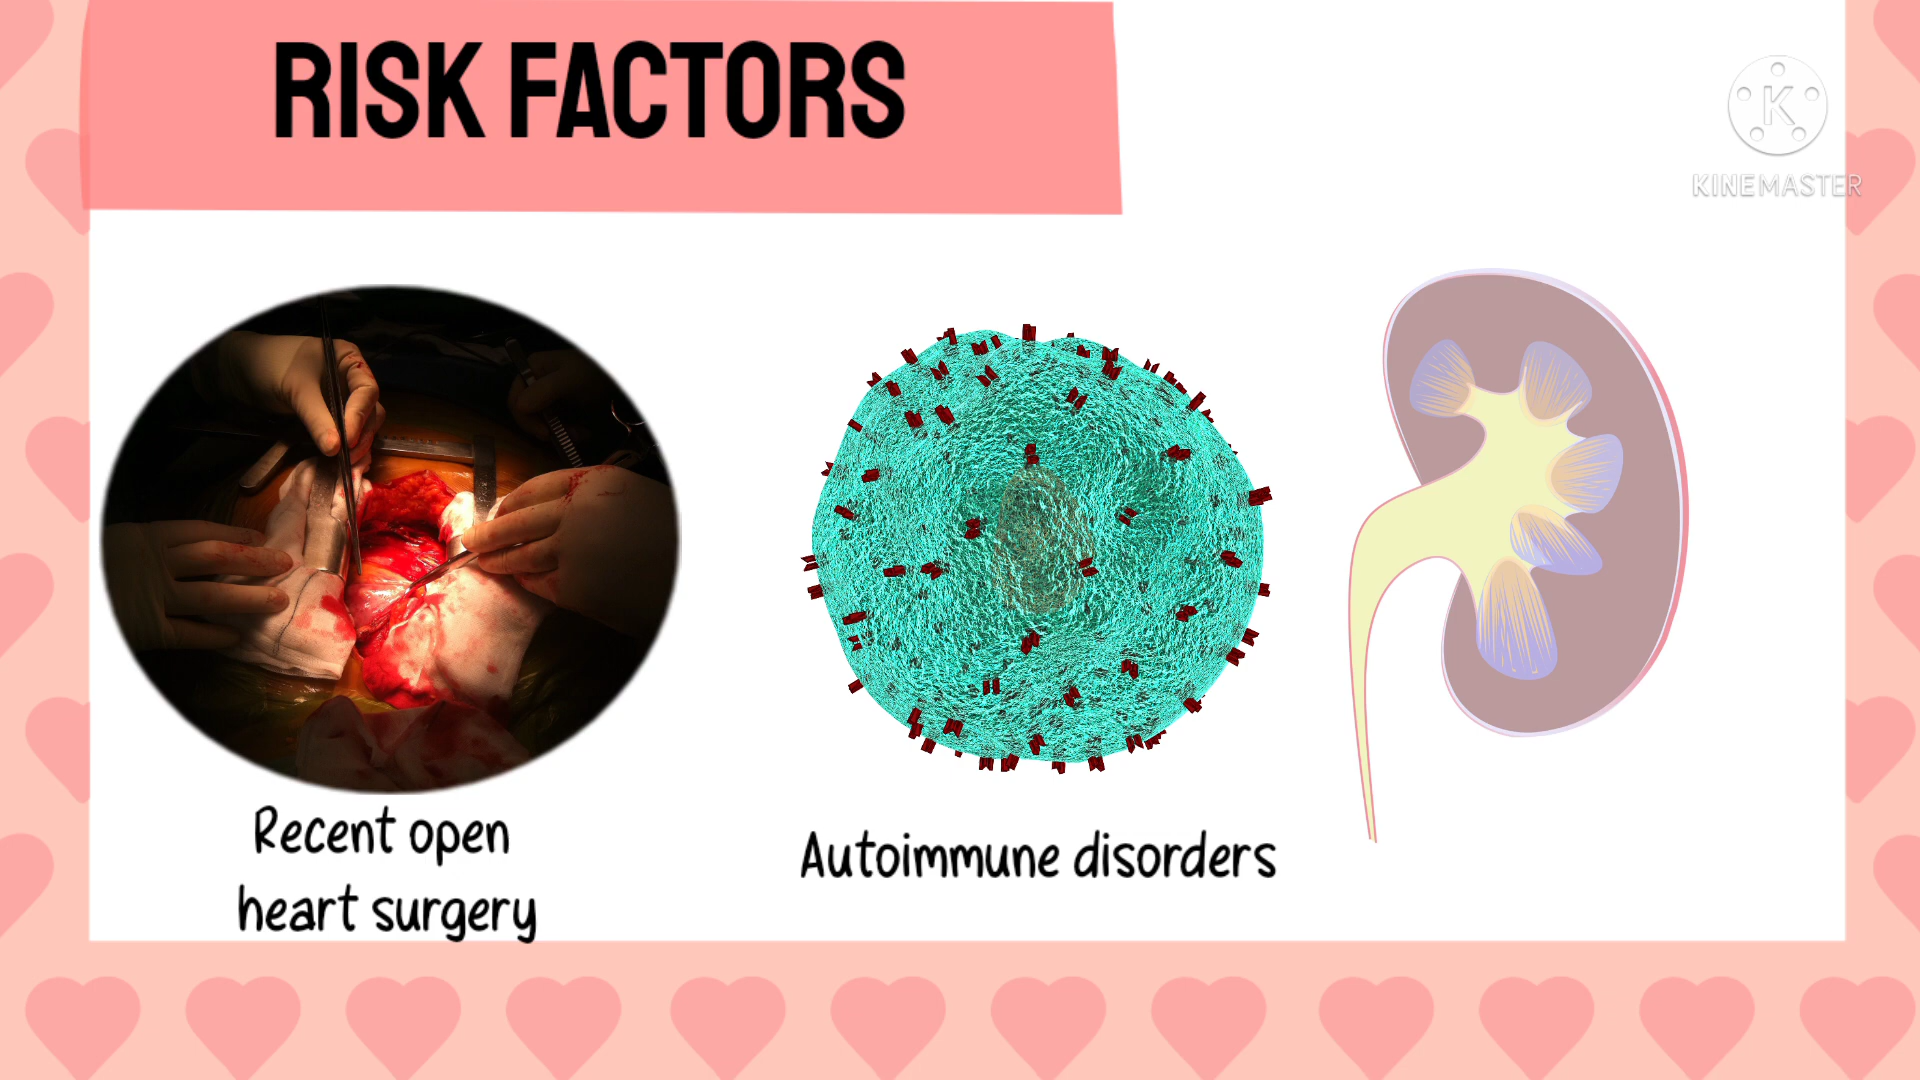 RISK FACTORS
K
KINEMASTER
Recent open
heart surgery
Autoimmune disorders